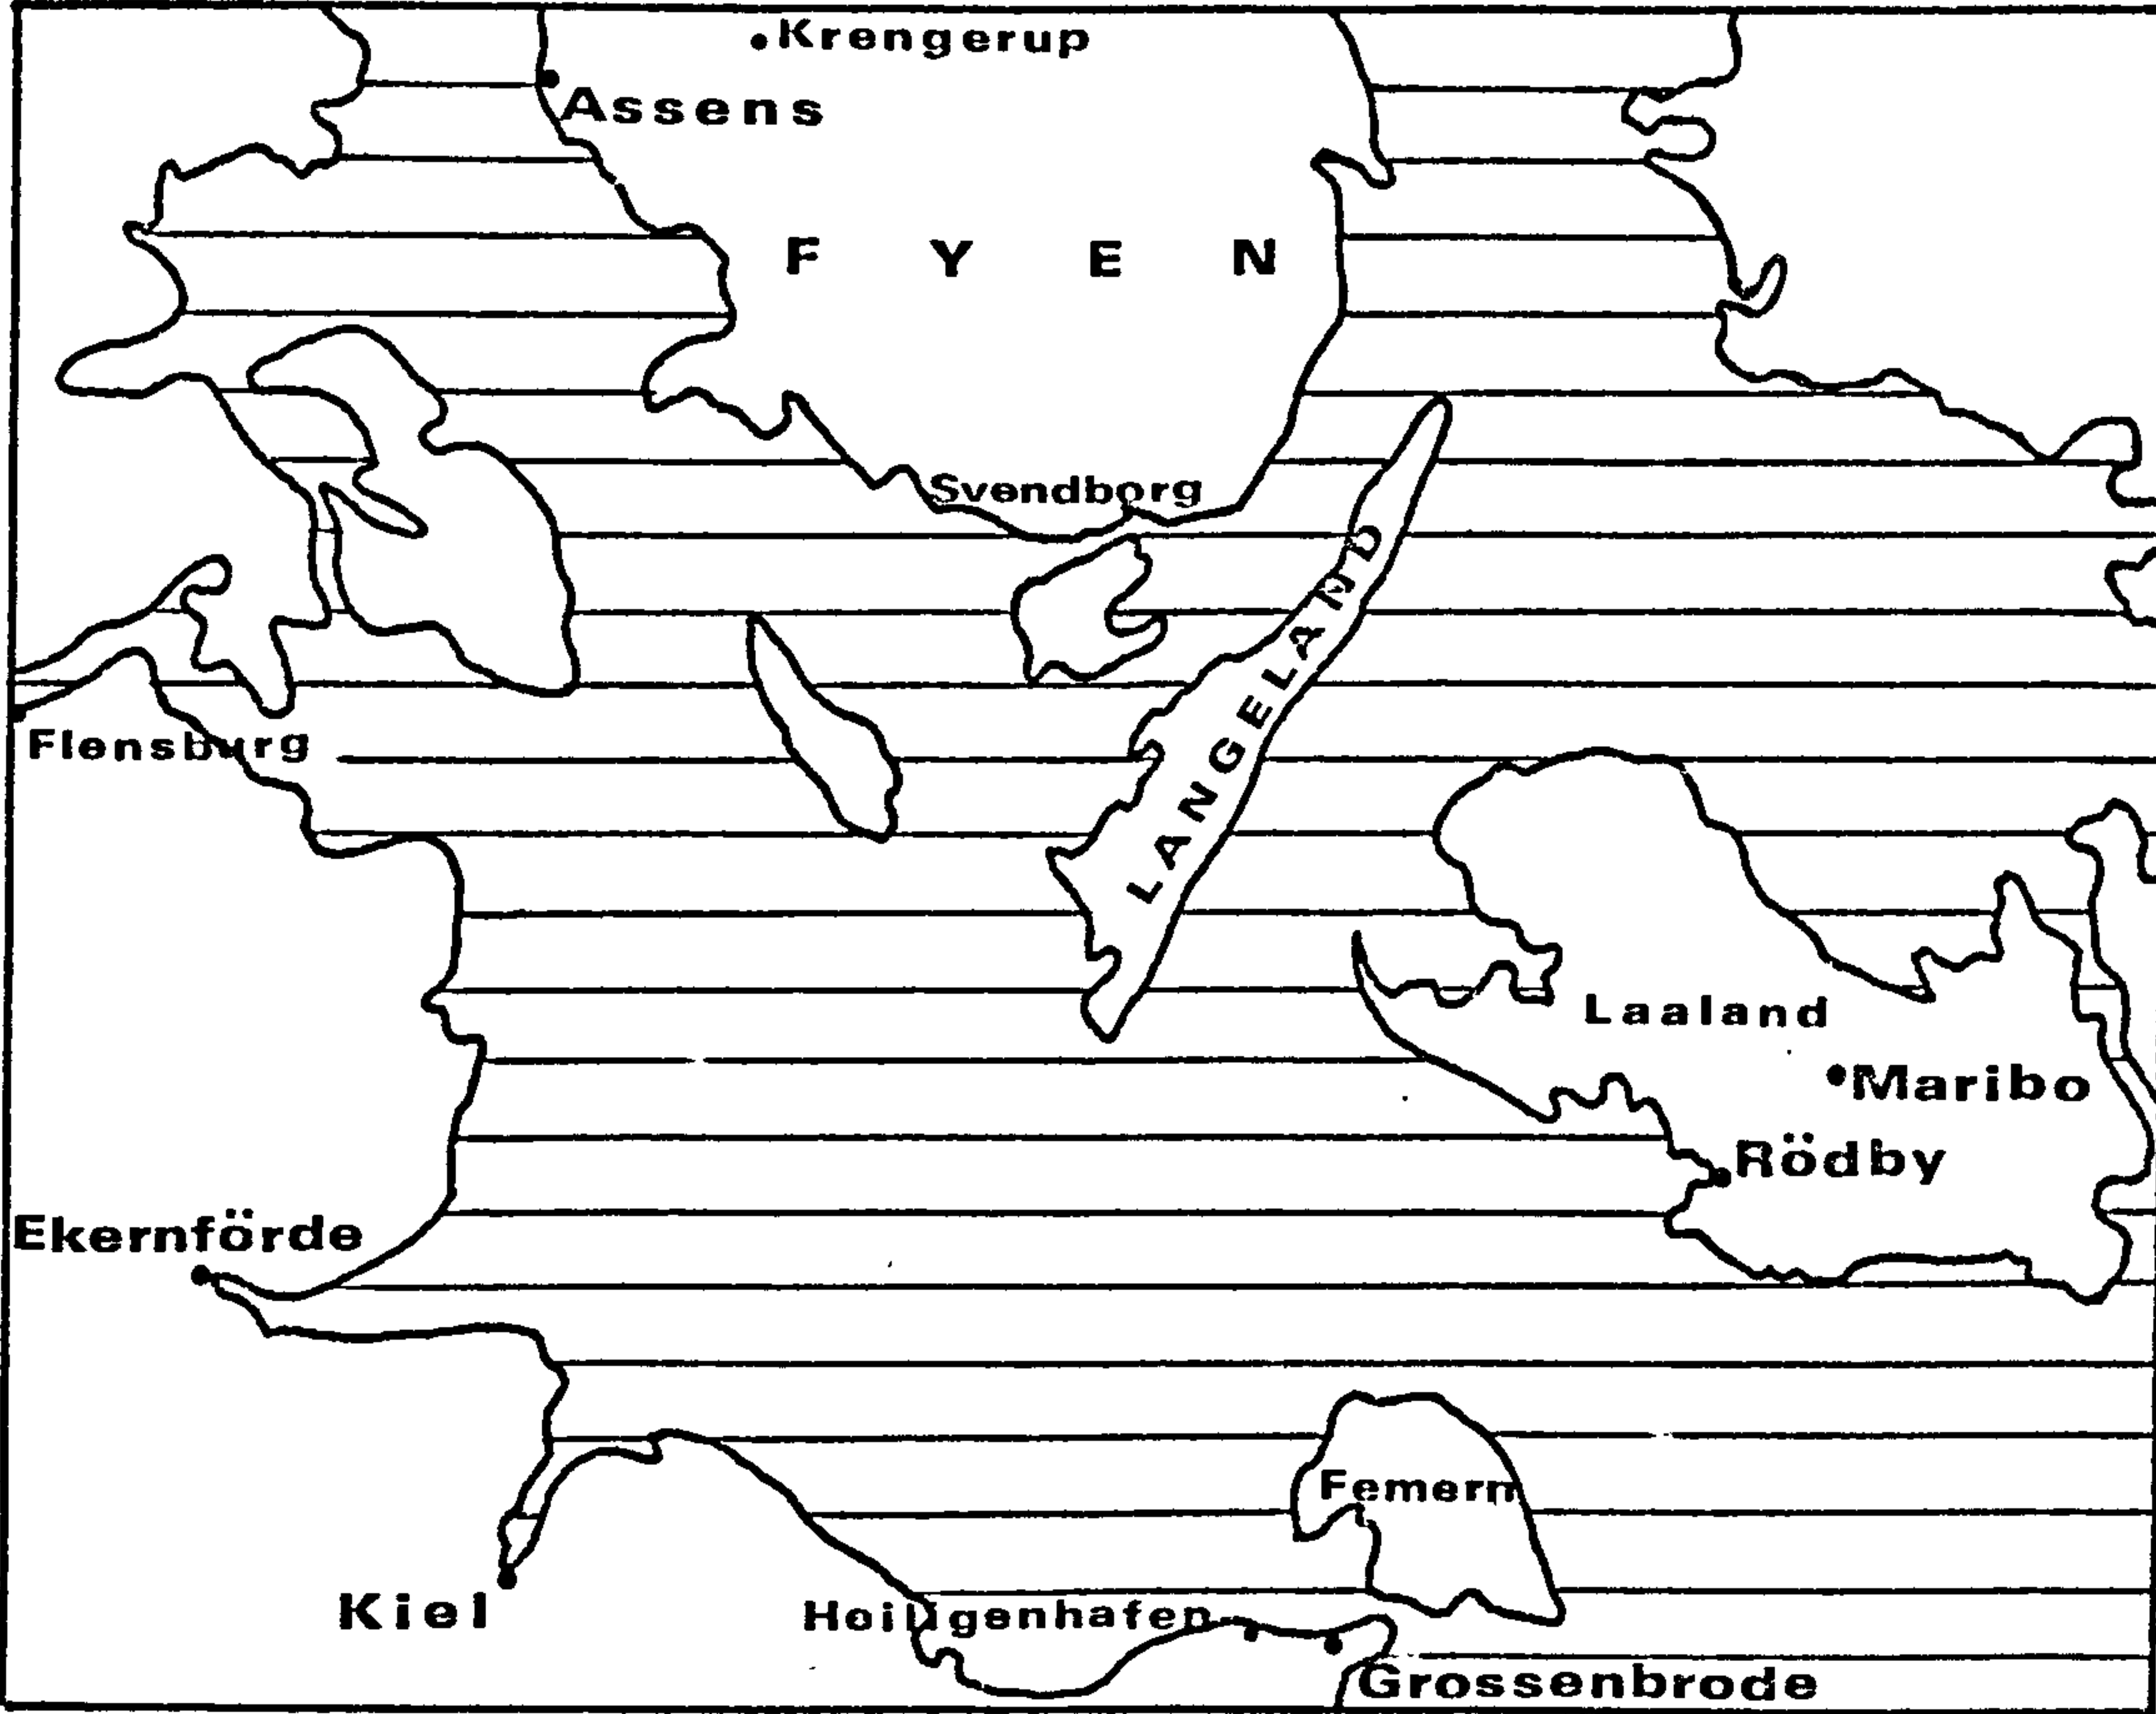 Krengerup
Assens
F Y E N
Svendborg
LANGELAND
Flensburg
Laaland
Maribo
Rödby
Ekernförde
Femern
Kiel
Heiligenhafen
Grossenbrode